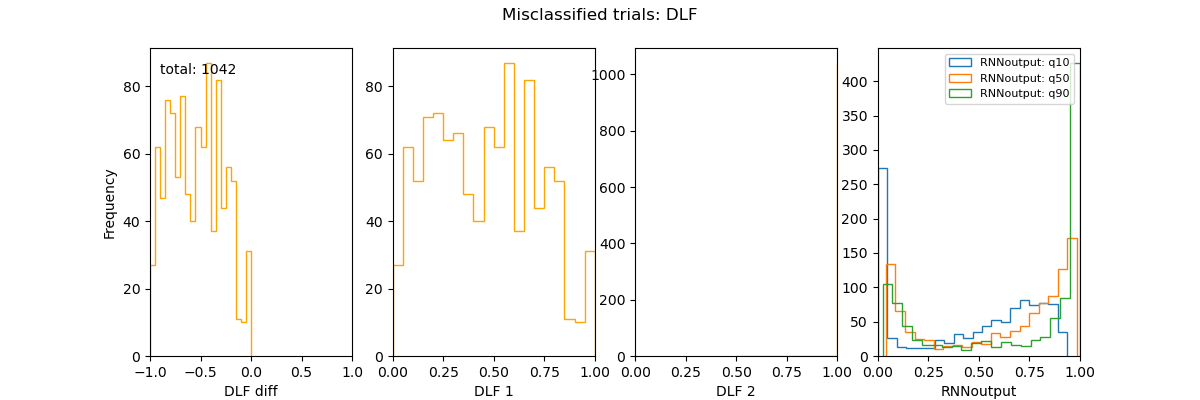 Misclassified trials: DLF
total: 1042
Frequency
0
20
40
60
80
−1.0 −0.5 0.0 0.5 1.0
DLF diff
0
20
40
60
80
0.00 0.25 0.50 0.75 1.00
DLF 1
0
200
400
600
800
1000
0.00 0.25 0.50 0.75 1.00
DLF 2
RNNoutput: q10
RNNoutput: q50
RNNoutput: q90
0
50
100
150
200
250
300
350
400
0.00 0.25 0.50 0.75 1.00
RNNoutput